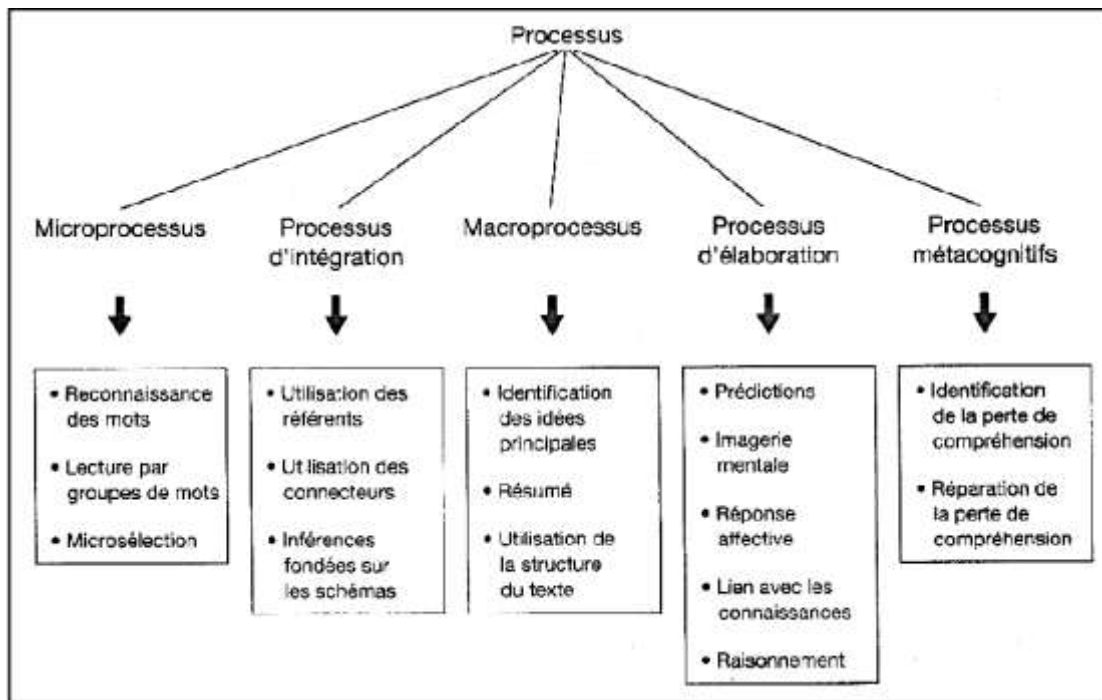 Processus
Microprocessus
Processus
d'intégration
Macroprocessus
Processus
d'élaboration
Processus
métacognitifs
• Reconnaissance
des mots
• Lecture par
groupes de mots
• Microsélection
• Utilisation des
référents
• Utilisation des
connecteurs
• Inférences
fondées sur
les schémas
• Identification
des idées
principales
• Résumé
• Utilisation de
la structure
du texte
• Prédictions
• Imagerie
mentale
• Réponse
affective
• Lien avec les
connaissances
• Raisonnement
• Identification
de la perte de
compréhension
• Réparation de
la perte de
compréhension